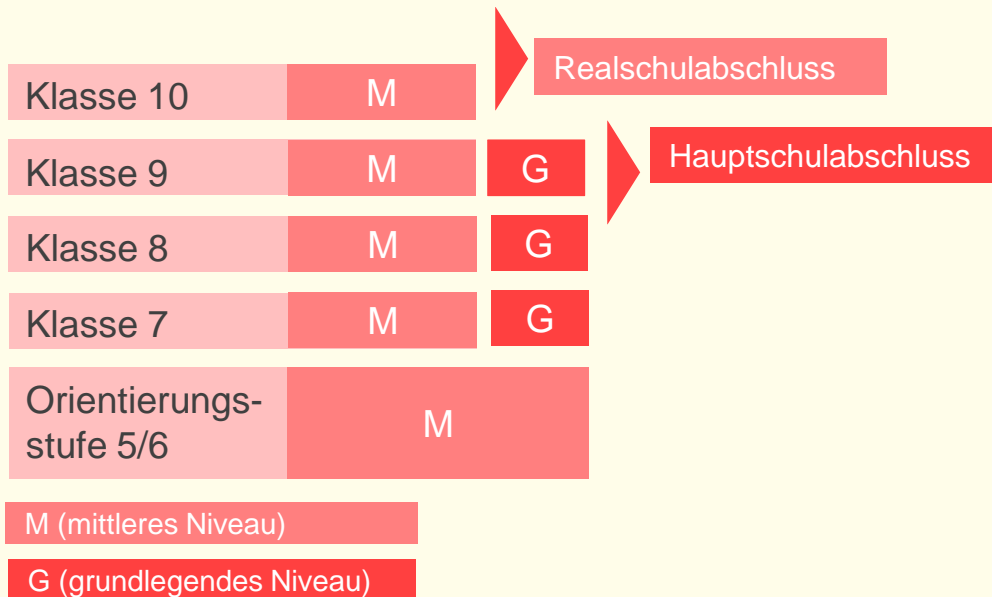 Realschulabschluss
Klasse 10 M
Hauptschulabschluss
Klasse 9 M G
Klasse 8 M G
Klasse 7 M G
Orientierungs-
stufe 5/6
M
M (mittleres Niveau)
G (grundlegendes Niveau)